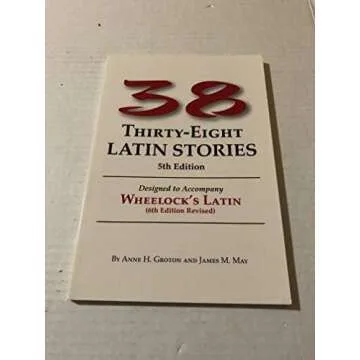 38
THIRTY-EIGHT
LATIN STORIES
5th Edition
Designed to Accompany
WHEELOCK'S LATIN
(6th Edition Revised)
BY ANNE H. GROTON AND JAMES M. MAY